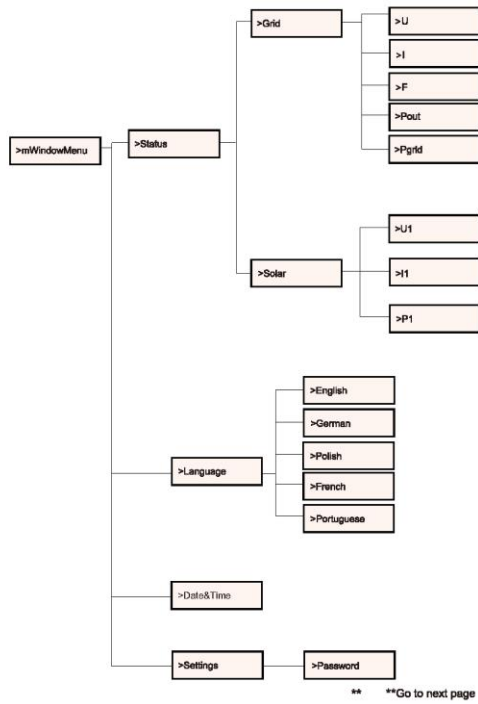 >mWindowMenu
>Status
>Grid
>U
>I
>F
>Pout
>Pgrid
>Solar
>U1
>I1
>P1
>Language
>English
>German
>Polish
>French
>Portuguese
>Date&Time
>Settings
>Password
** **Go to next page